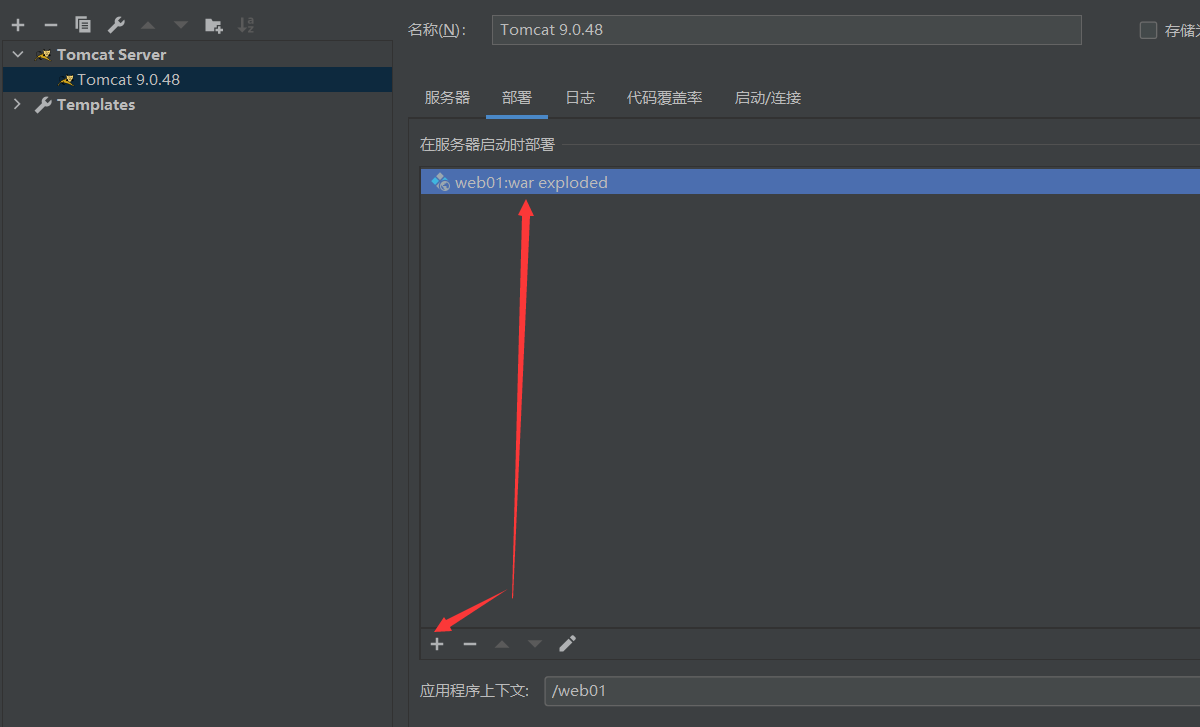 名称(N):
Tomcat 9.0.48
存储为
Tomcat Server
Tomcat 9.0.48
Templates
服务器
部署
日志
代码覆盖率
启动/连接
在服务器启动时部署
web01:war exploded
应用程序上下文:
/web01